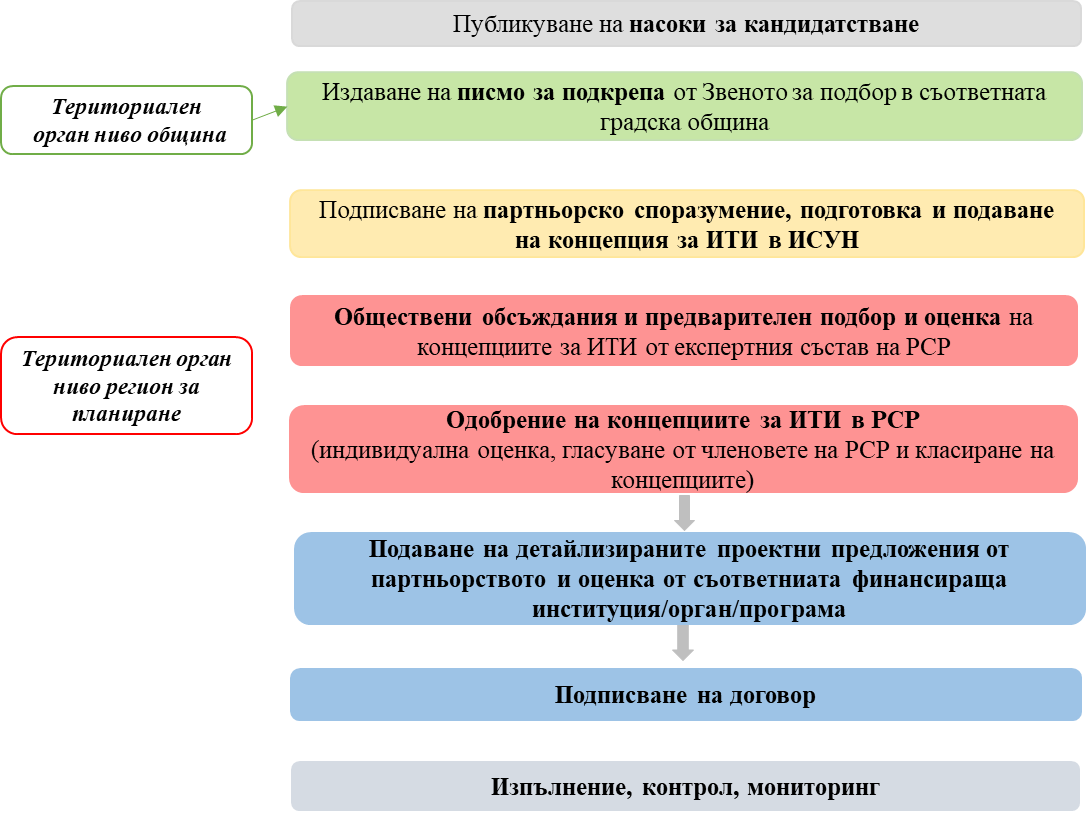 Публикуване на насоки за кандидатстване
Териториален
орган ниво община
Издаване на писмо за подкрепа от Звеното за подбор в съответната
градска община
Подписване на партньорско споразумение, подготовка и подаване
на концепция за ИТИ в ИСУН
Обществени обсъждания и предварителен подбор и оценка на
концепциите за ИТИ от експертния състав на РСР
Териториален орган
ниво регион за
планиране
Одобрение на концепциите за ИТИ в РСР
(индивидуална оценка, гласуване от членовете на РСР и класиране на
концепциите)
Подаване на детайлизираните проектни предложения от
партньорството и оценка от съответниата финансираща
институция/орган/програма
Подписване на договор
Изпълнение, контрол, мониторинг